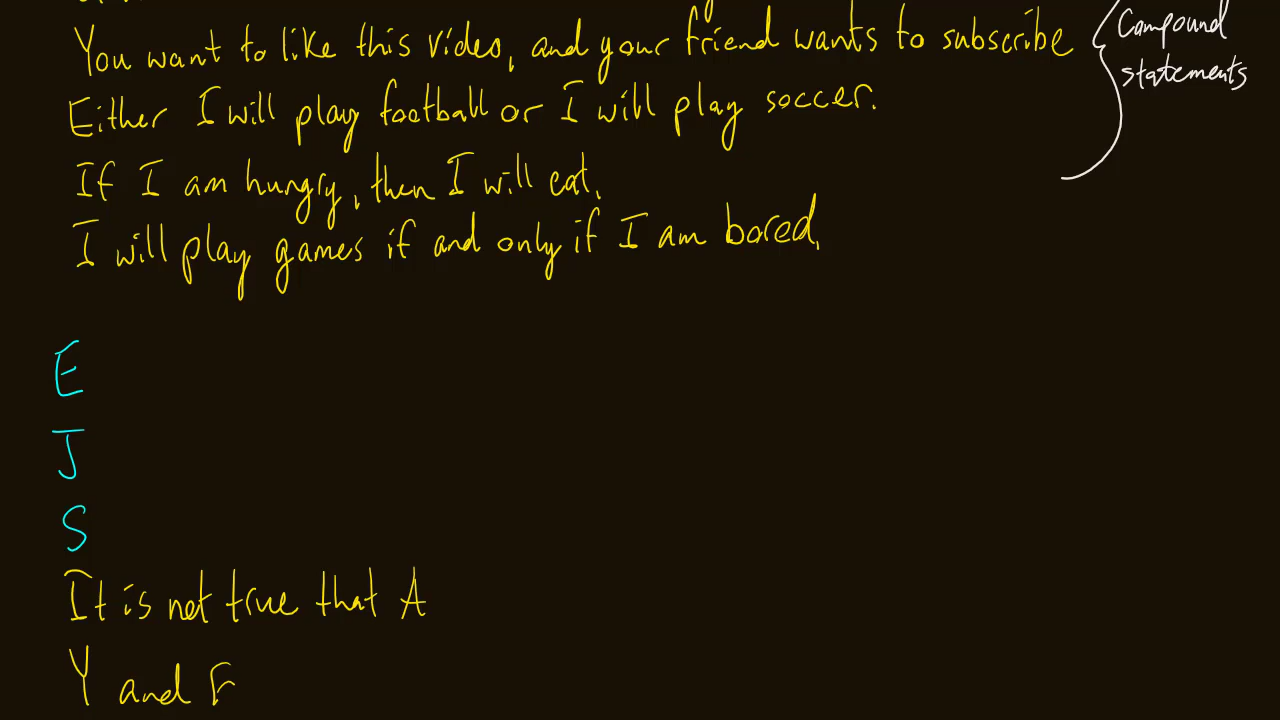 You want to like this video, and your friend wants to subscribe
Either I will play football or I will play soccer.
If I am hungry, then I will eat.
I will play games if and only if I am bored.
Compound
statements
E
J
S
It is not true that A
Y and F